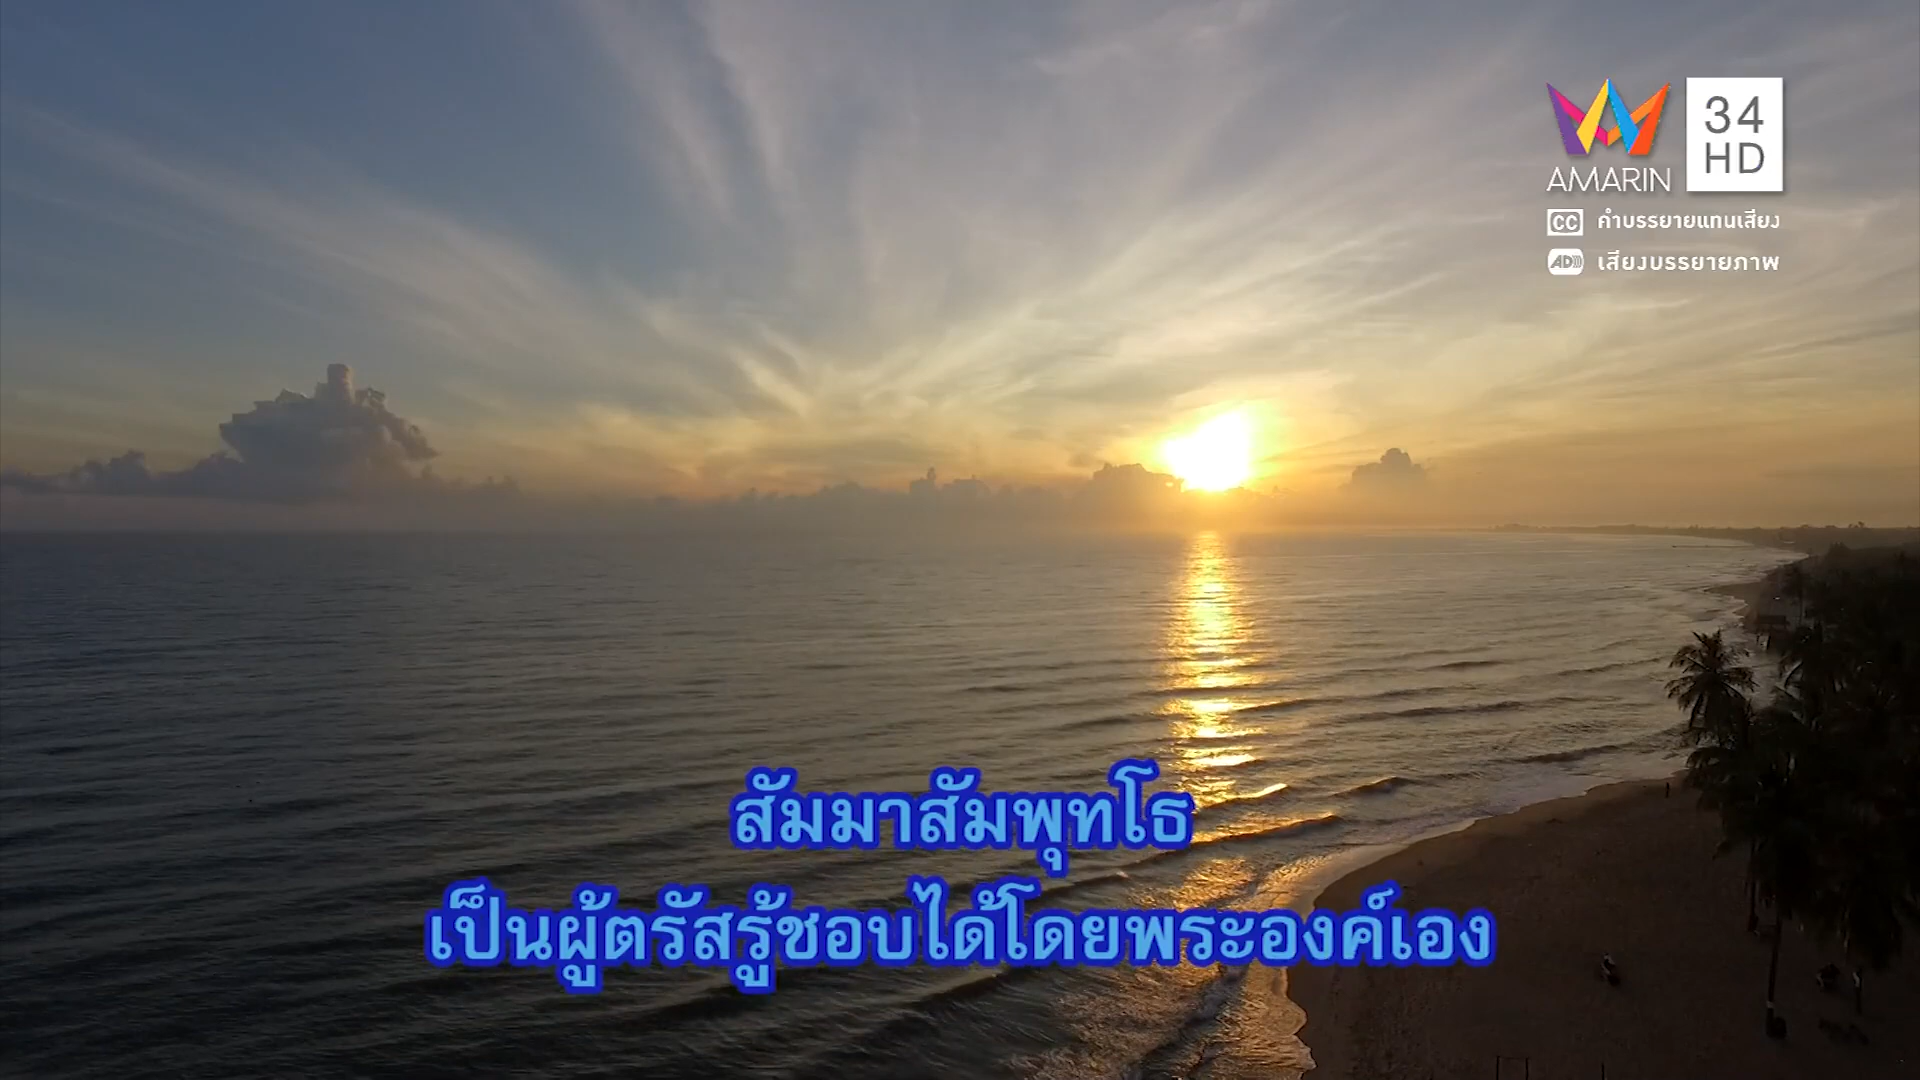 AMARIN
34
HD
CC คำบรรยายแทนเสียง
AD เสียงบรรยายภาพ
สัมมาสัมพุทโธ
เป็นผู้ตรัสรู้ชอบได้โดยพระองค์เอง